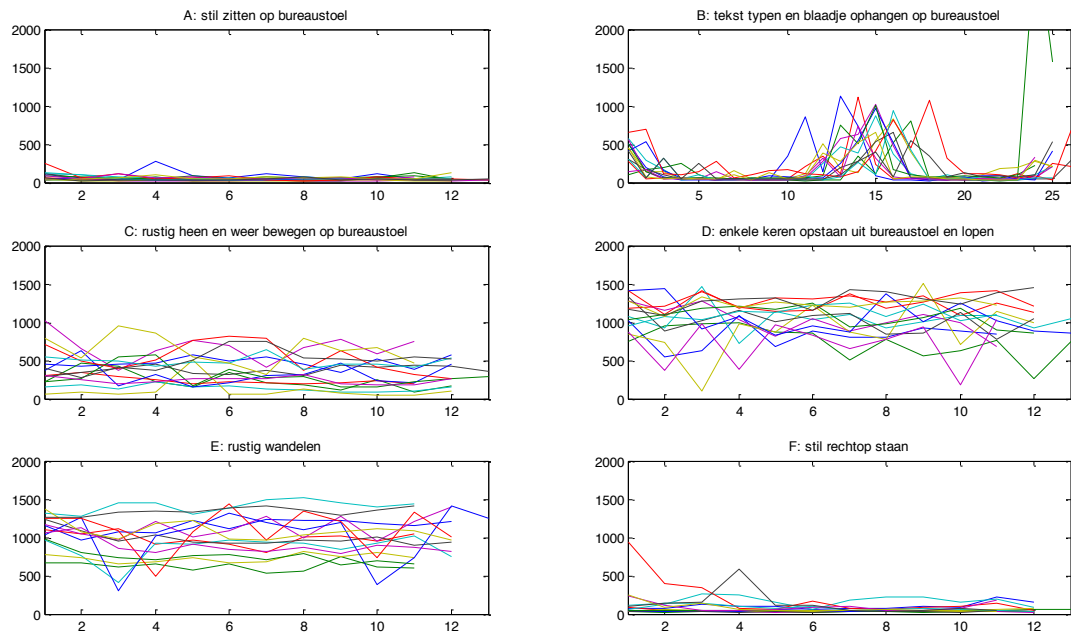 A: stil zitten op bureaustoel
2000
1500
1000
500
0
2 4 6 8 10 12
B: tekst typen en blaadje ophangen op bureaustoel
2000
1500
1000
500
0
5 10 15 20 25
C: rustig heen en weer bewegen op bureaustoel
2000
1500
1000
500
0
2 4 6 8 10 12
D: enkele keren opstaan uit bureaustoel en lopen
2000
1500
1000
500
0
2 4 6 8 10 12
E: rustig wandelen
2000
1500
1000
500
0
2 4 6 8 10 12
F: stil rechtop staan
2000
1500
1000
500
0
2 4 6 8 10 12